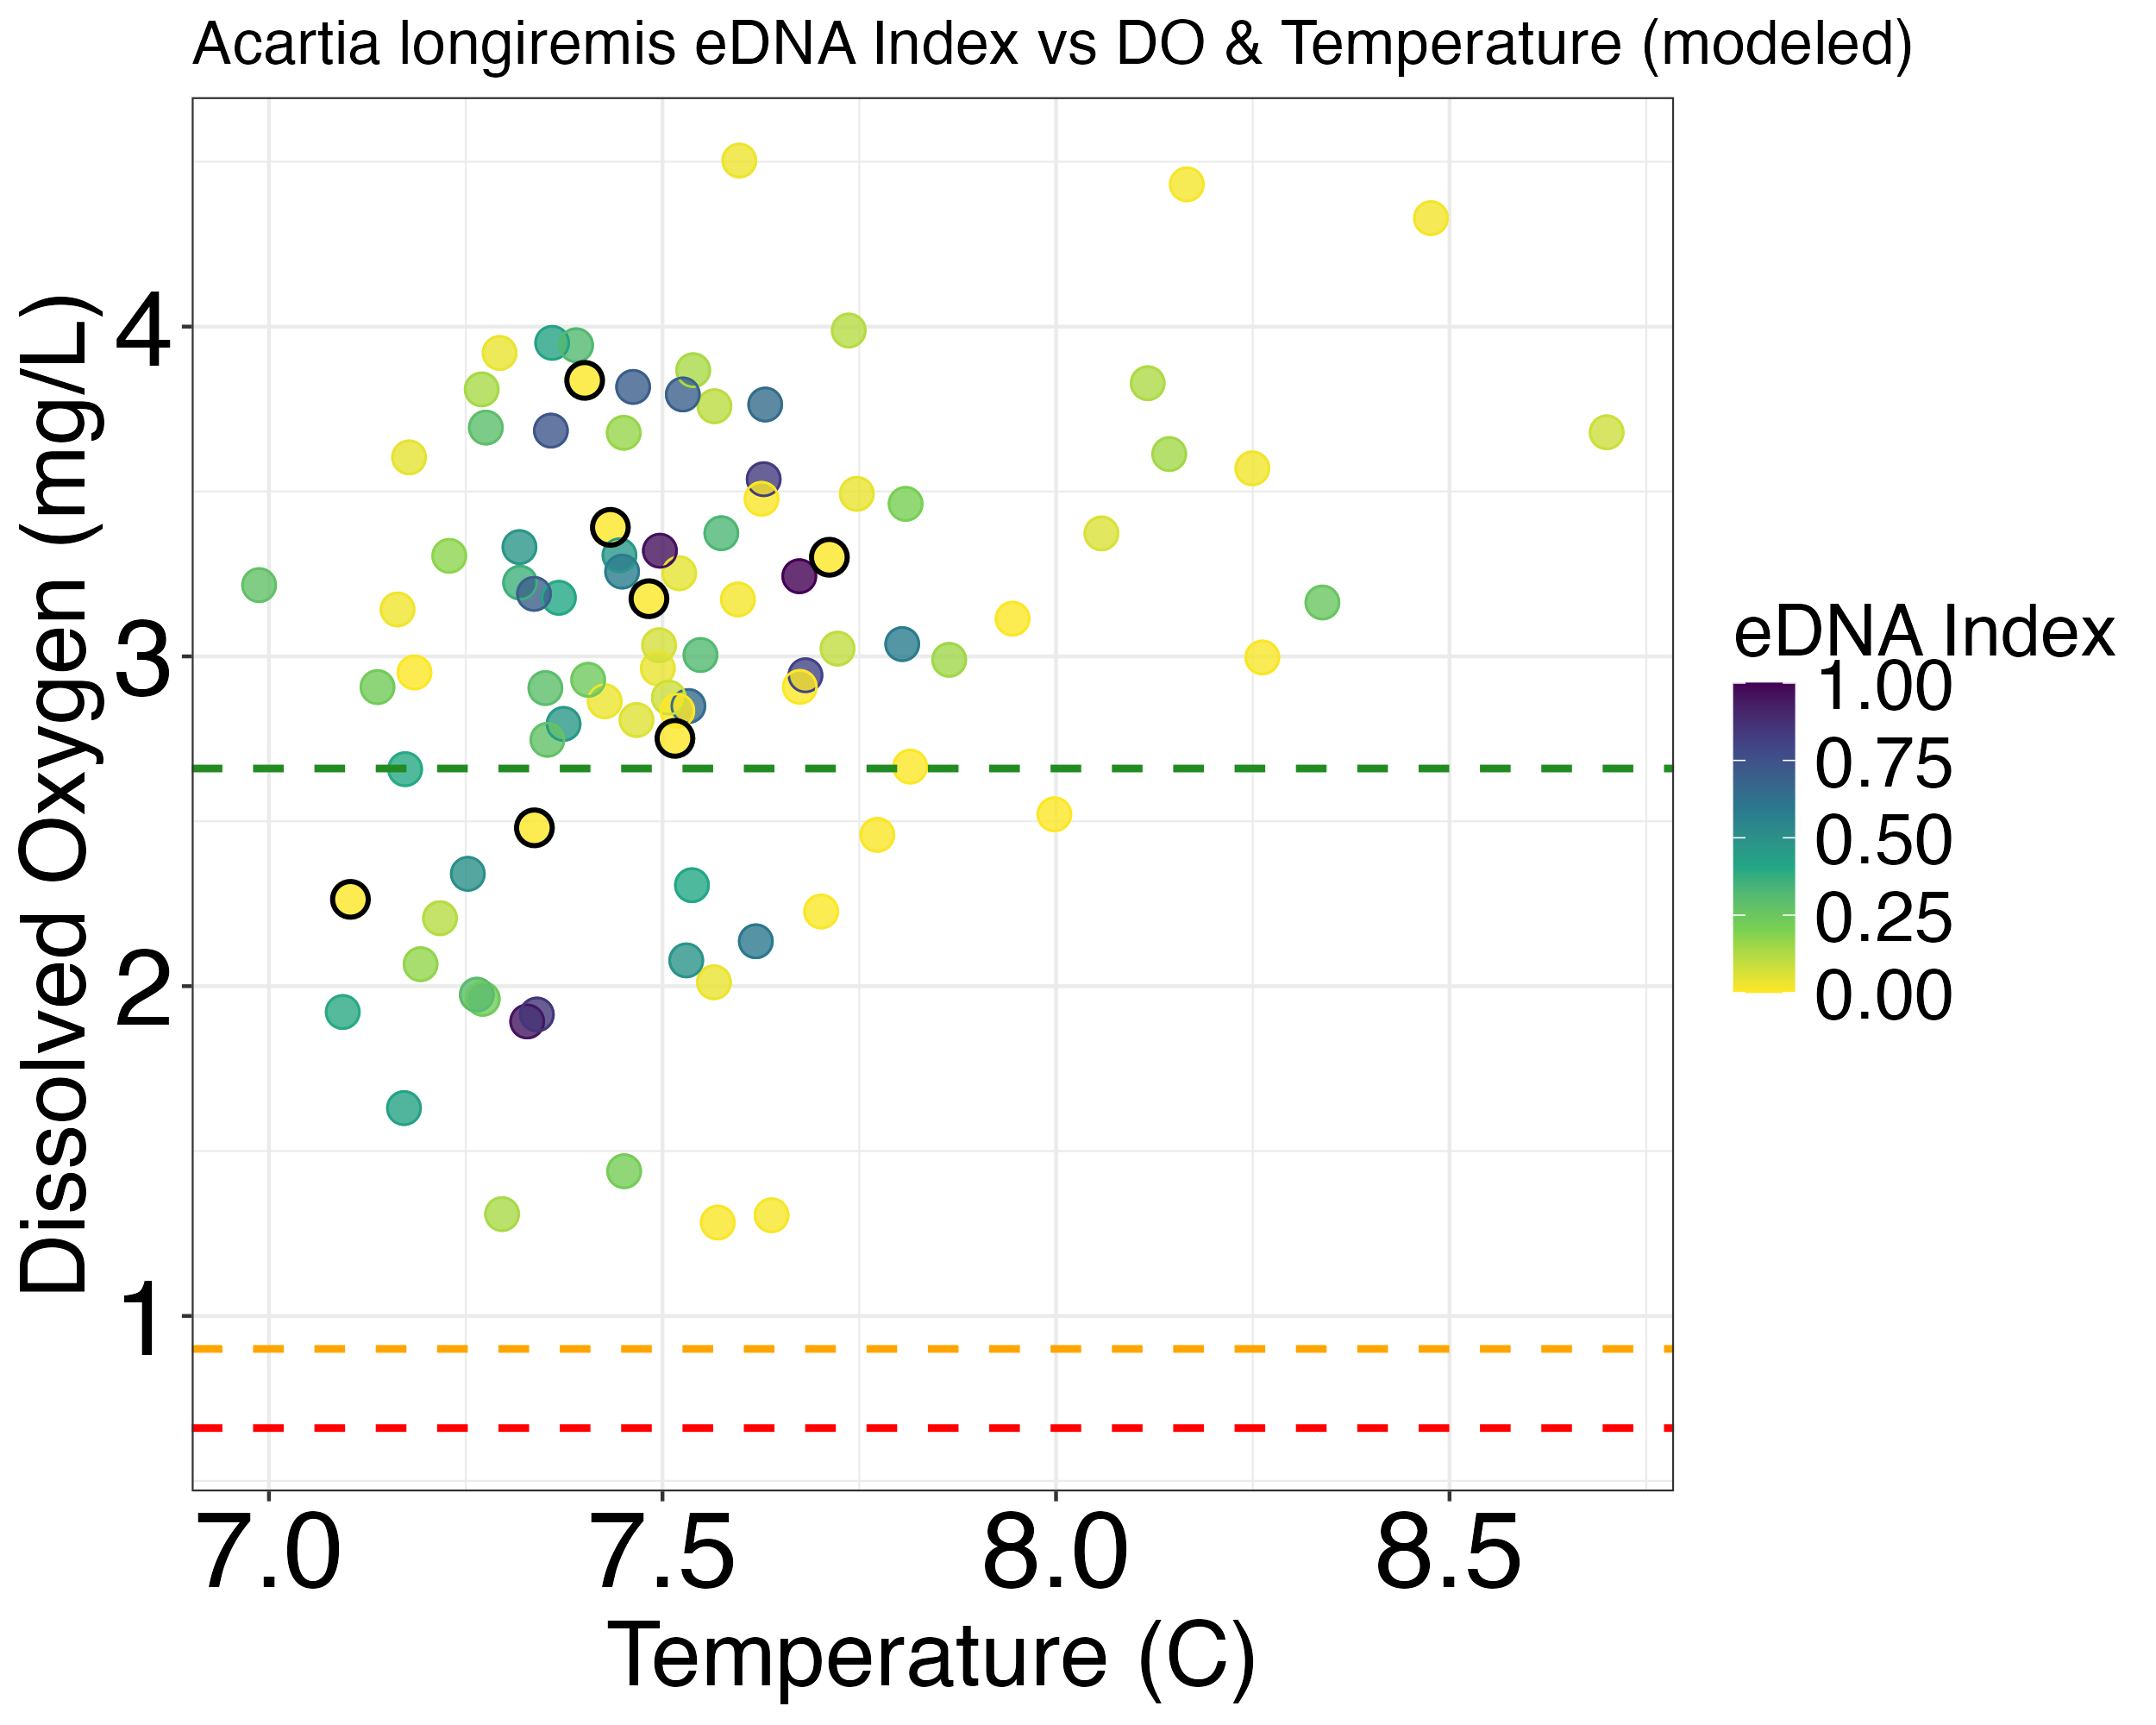 Acartia longiremis eDNA Index vs DO & Temperature (modeled)
Dissolved Oxygen (mg/L)
4
3
2
1
7.0 7.5 8.0 8.5
Temperature (C)
eDNA Index
1.00
0.75
0.50
0.25
0.00